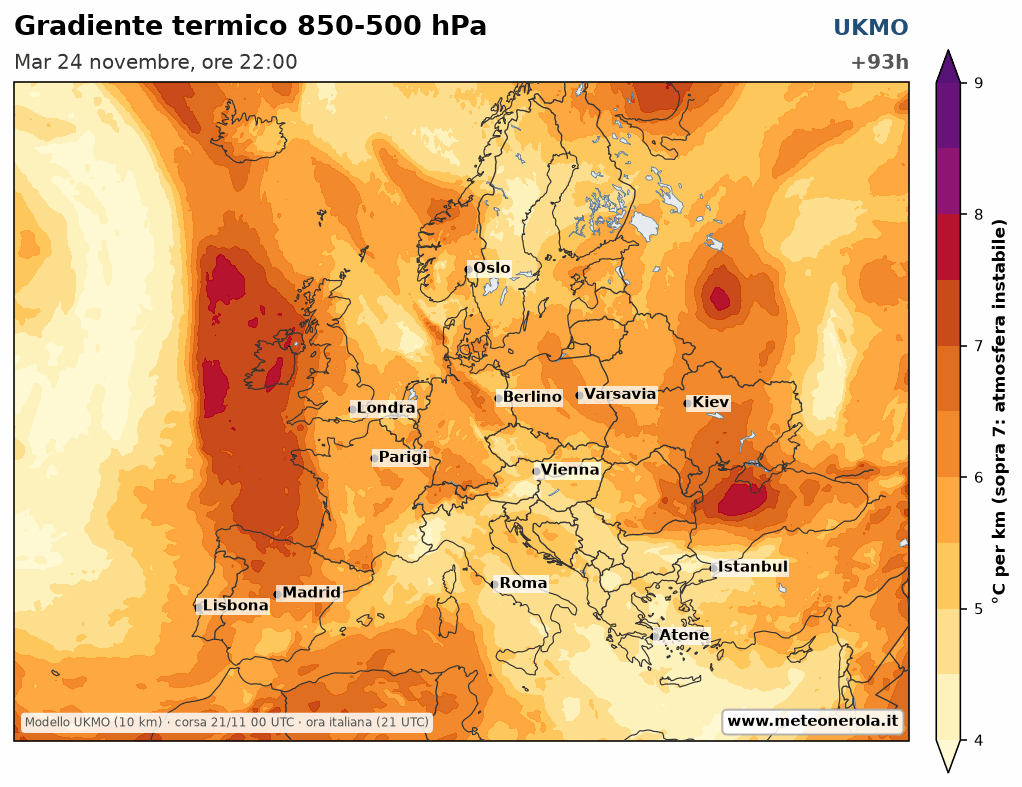 Gradiente termico 850-500 hPa
UKMO
Mar 24 novembre, ore 22:00
+93h
9
8
7
6
5
4
°C per km (sopra 7: atmosfera instabile)
Oslo
Berlino
Varsavia
Kiev
Londra
Parigi
Vienna
Istanbul
Roma
Madrid
Lisbona
Atene
Modello UKMO (10 km) · corsa 21/11 00 UTC · ora italiana (21 UTC)
www.meteonerola.it